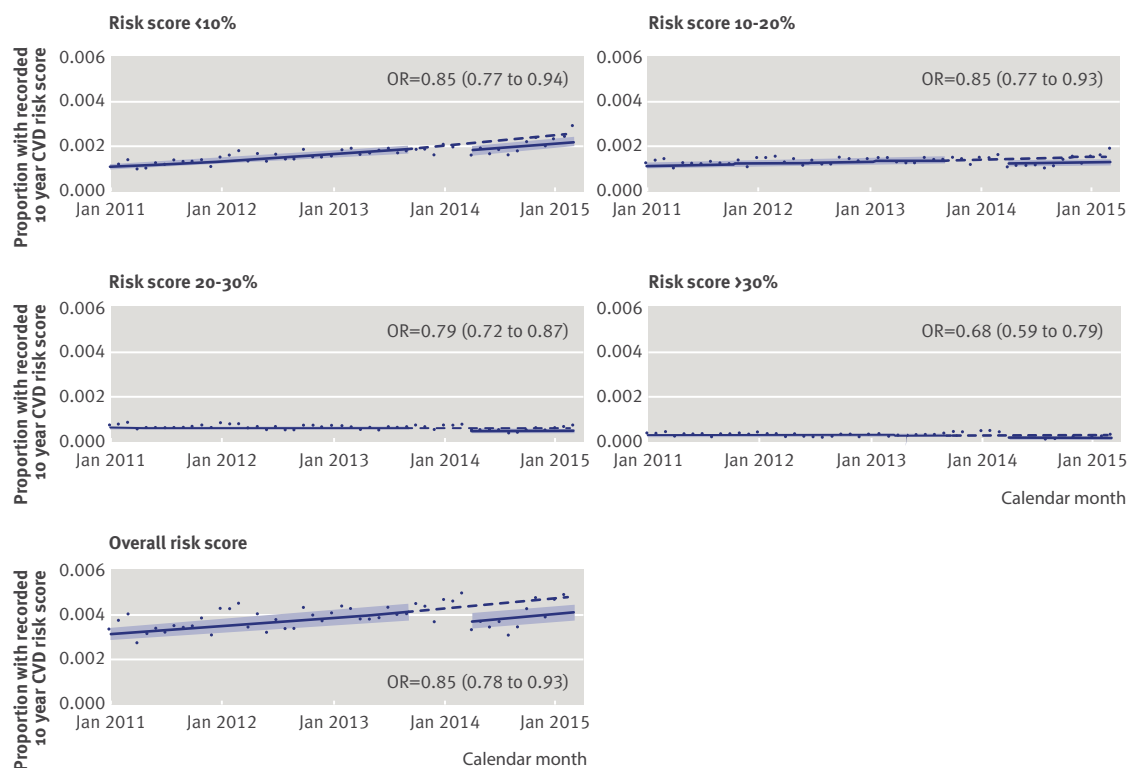 Risk score <10%
Proportion with recorded
10 year CVD risk score
0.006
0.004
0.002
0.000
OR=0.85 (0.77 to 0.94)
Jan 2011 Jan 2012 Jan 2013 Jan 2014 Jan 2015
Risk score 10-20%
0.006
0.004
0.002
0.000
OR=0.85 (0.77 to 0.93)
Jan 2011 Jan 2012 Jan 2013 Jan 2014 Jan 2015
Risk score 20-30%
Proportion with recorded
10 year CVD risk score
0.006
0.004
0.002
0.000
OR=0.79 (0.72 to 0.87)
Jan 2011 Jan 2012 Jan 2013 Jan 2014 Jan 2015
Risk score >30%
0.006
0.004
0.002
0.000
OR=0.68 (0.59 to 0.79)
Jan 2011 Jan 2012 Jan 2013 Jan 2014 Jan 2015
Calendar month
Overall risk score
Proportion with recorded
10 year CVD risk score
0.006
0.004
0.002
0.000
OR=0.85 (0.78 to 0.93)
Jan 2011 Jan 2012 Jan 2013 Jan 2014 Jan 2015
Calendar month